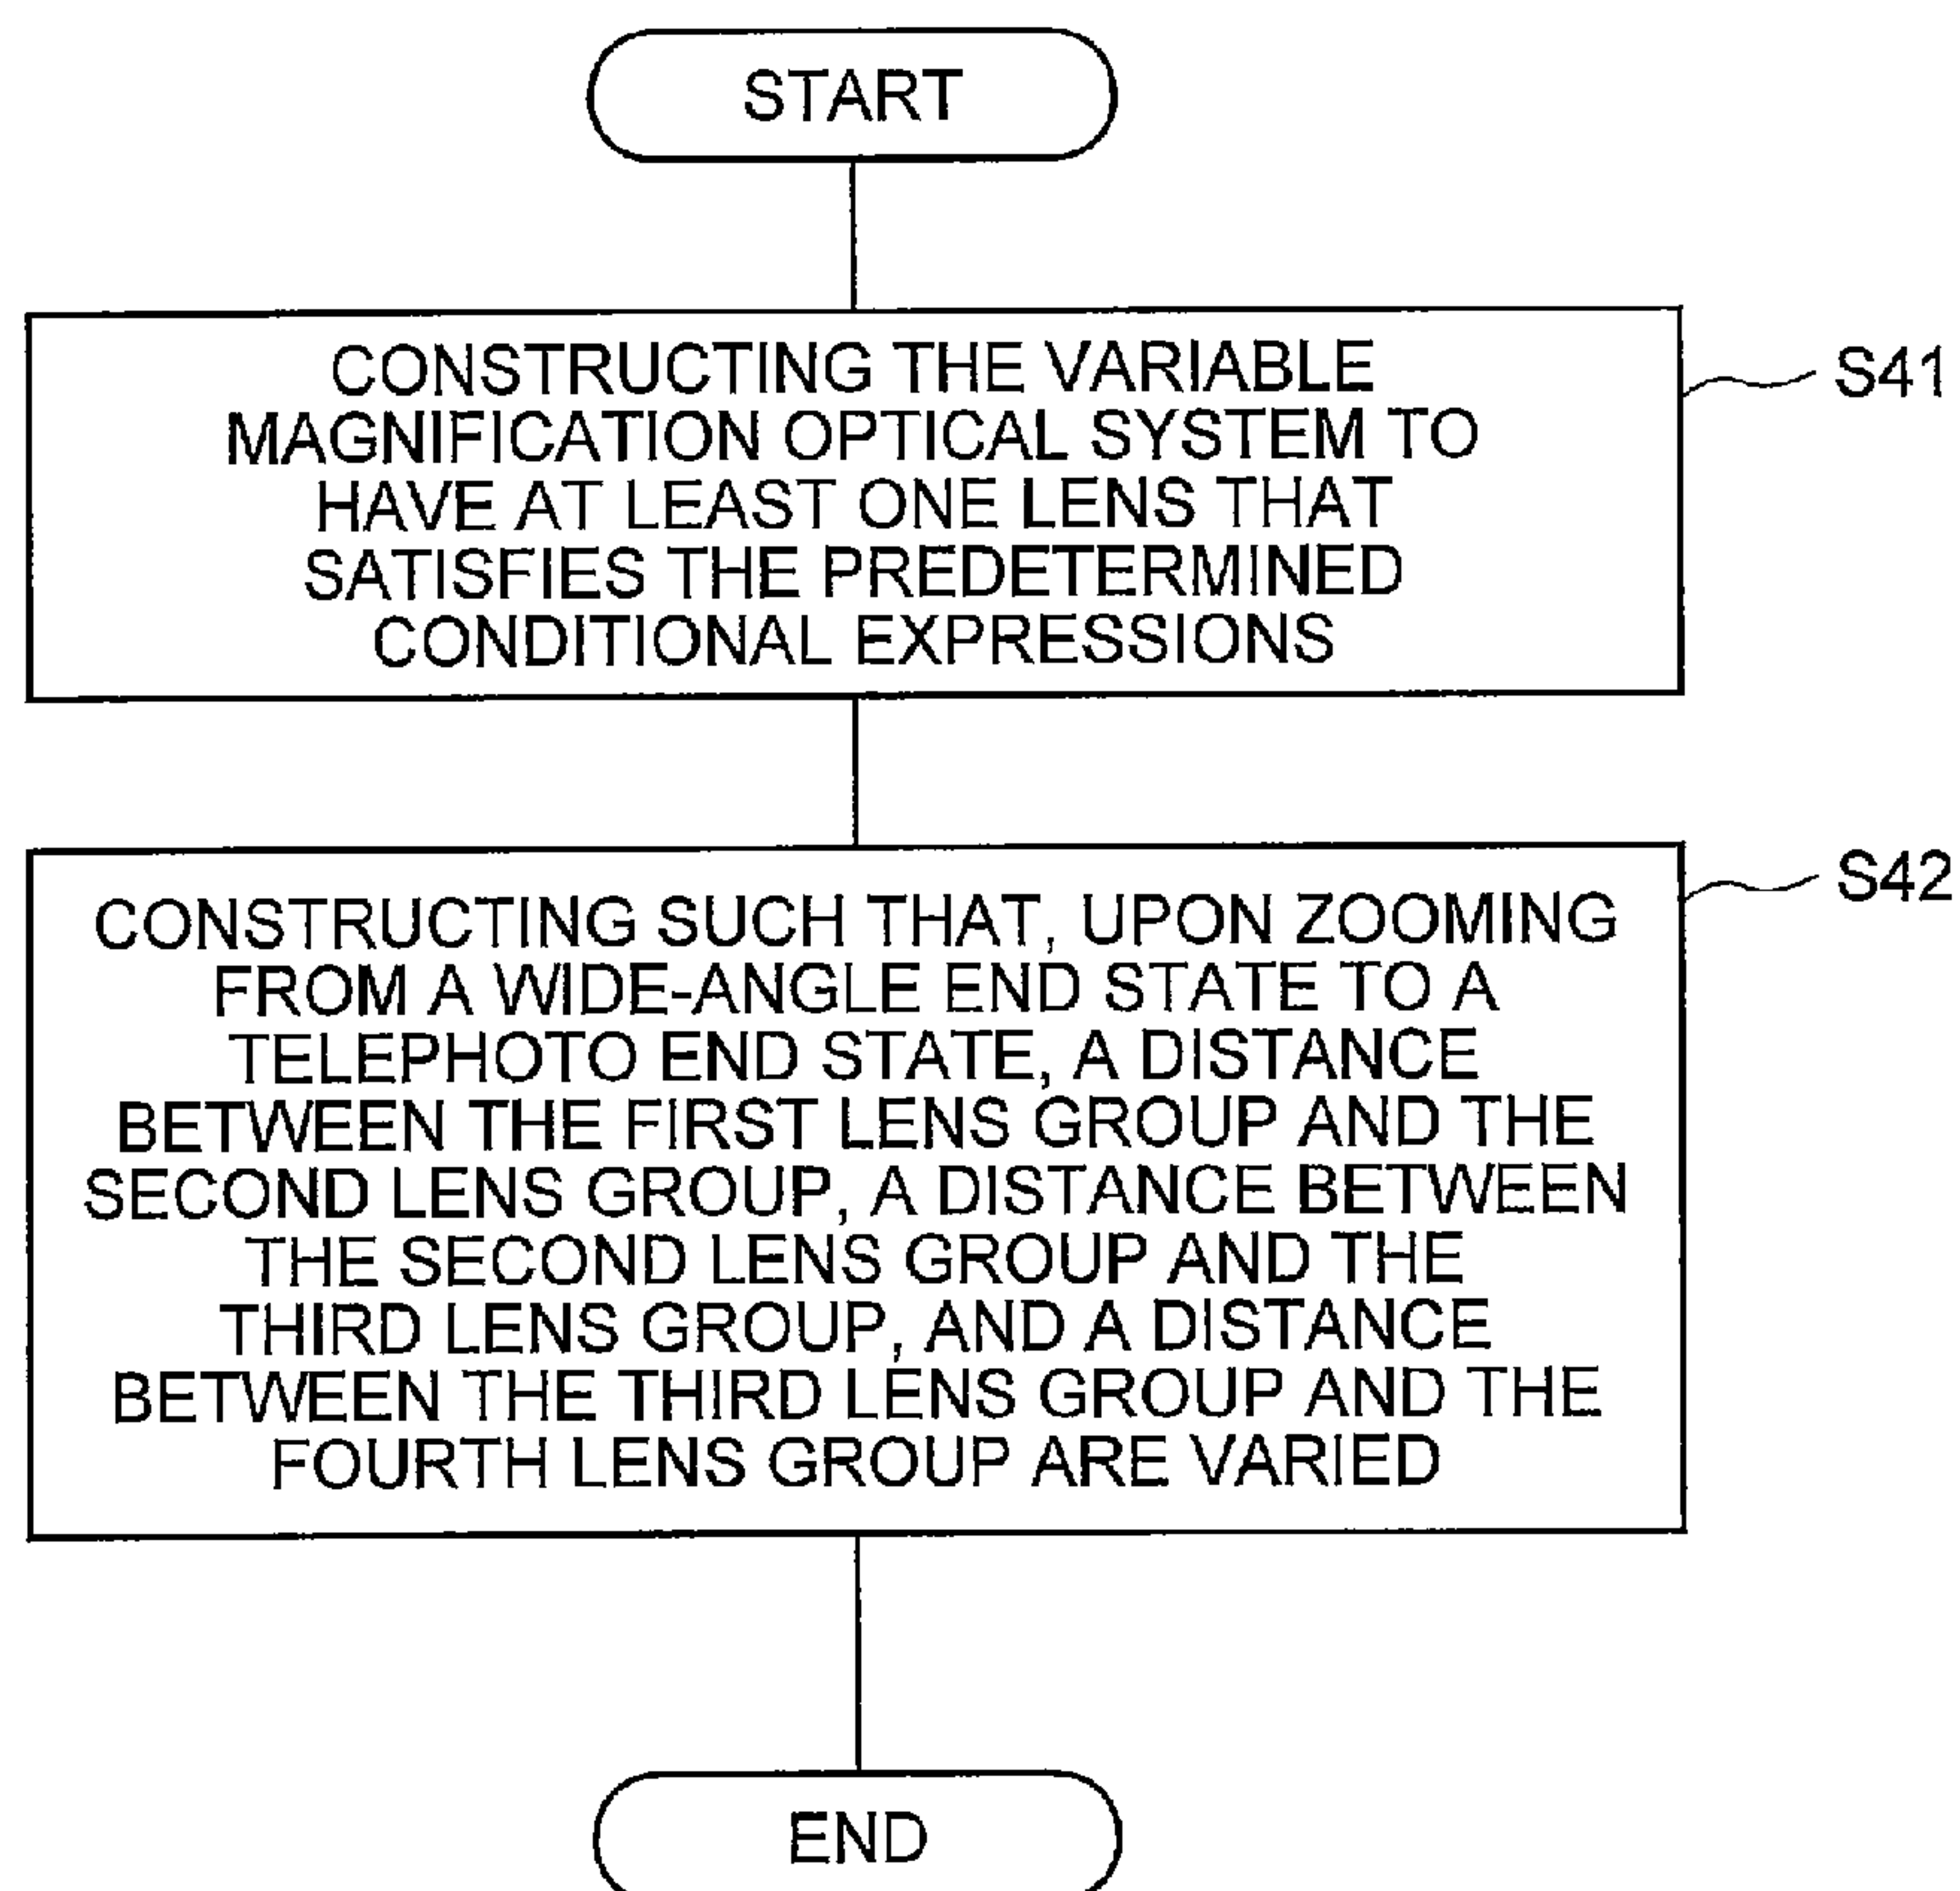 START
CONSTRUCTING THE VARIABLE
MAGNIFICATION OPTICAL SYSTEM TO
HAVE AT LEAST ONE LENS THAT
SATISFIES THE PREDETERMINED
CONDITIONAL EXPRESSIONS
S41
CONSTRUCTING SUCH THAT, UPON ZOOMING
FROM A WIDE-ANGLE END STATE TO A
TELEPHOTO END STATE, A DISTANCE
BETWEEN THE FIRST LENS GROUP AND THE
SECOND LENS GROUP, A DISTANCE BETWEEN
THE SECOND LENS GROUP AND THE
THIRD LENS GROUP, AND A DISTANCE
BETWEEN THE THIRD LENS GROUP AND THE
FOURTH LENS GROUP ARE VARIED
S42
END